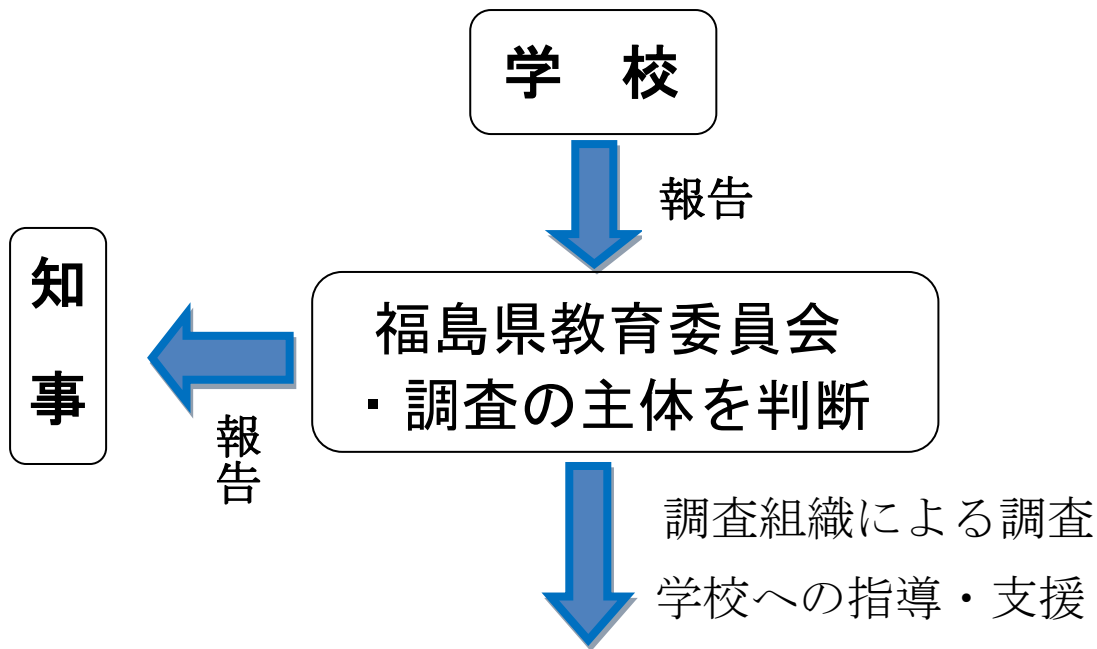 学　校
報告
知
事
福島県教育委員会
・調査の主体を判断
報
告
調査組織による調査
学校への指導・支援